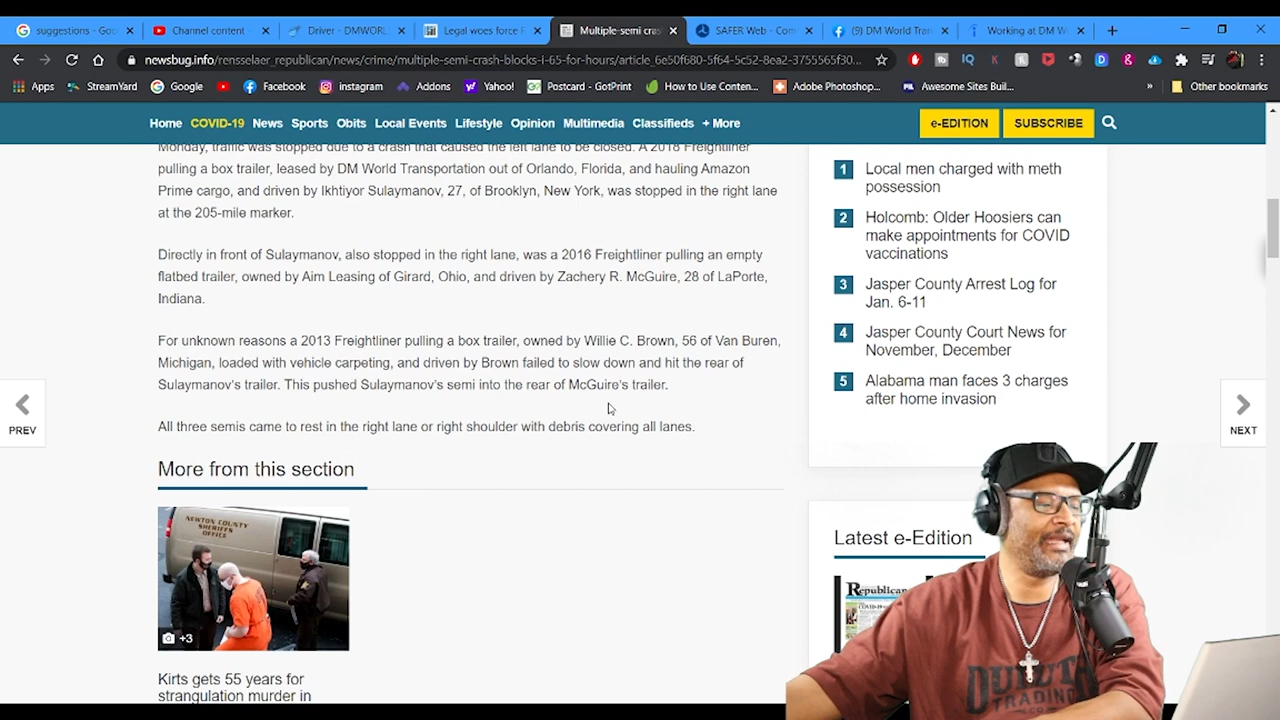 suggestions - Goo
Channel content
Driver - DMWORL
Legal woes force F
Multiple-semi cras
SAFER Web - Com
(9) DM World Tran
Working at DM W
newsbug.info/rensselaer_republican/news/crime/multiple-semi-crash-blocks-i-65-for-hours/article_6e50f680-5f64-5c52-8ea2-3755565f30...
Apps
StreamYard
Google
Facebook
instagram
Addons
Yahoo!
Postcard - GotPrint
How to Use Conten...
Adobe Photoshop...
Awesome Sites Buil...
»
Other bookmarks
Home
COVID-19
News
Sports
Obits
Local Events
Lifestyle
Opinion
Multimedia
Classifieds
+ More
e-EDITION
SUBSCRIBE
Monday, traffic was stopped due to a crash that caused the left lane to be closed. A 2018 Freightliner
pulling a box trailer, leased by DM World Transportation out of Orlando, Florida, and hauling Amazon
Prime cargo, and driven by Ikhtiyor Sulaymanov, 27, of Brooklyn, New York, was stopped in the right lane
at the 205-mile marker.
Directly in front of Sulaymanov, also stopped in the right lane, was a 2016 Freightliner pulling an empty
flatbed trailer, owned by Aim Leasing of Girard, Ohio, and driven by Zachery R. McGuire, 28 of LaPorte,
Indiana.
For unknown reasons a 2013 Freightliner pulling a box trailer, owned by Willie C. Brown, 56 of Van Buren,
Michigan, loaded with vehicle carpeting, and driven by Brown failed to slow down and hit the rear of
Sulaymanov's trailer. This pushed Sulaymanov's semi into the rear of McGuire's trailer.
All three semis came to rest in the right lane or right shoulder with debris covering all lanes.
PREV
NEXT
More from this section
NEWTON COUNTY
SHERIFFS
OFFICE
+3
Kirts gets 55 years for
strangulation murder in
1
Local men charged with meth
possession
2
Holcomb: Older Hoosiers can
make appointments for COVID
vaccinations
3
Jasper County Arrest Log for
Jan. 6-11
4
Jasper County Court News for
November, December
5
Alabama man faces 3 charges
after home invasion
Latest e-Edition
Republican
DULUTH
TRADING